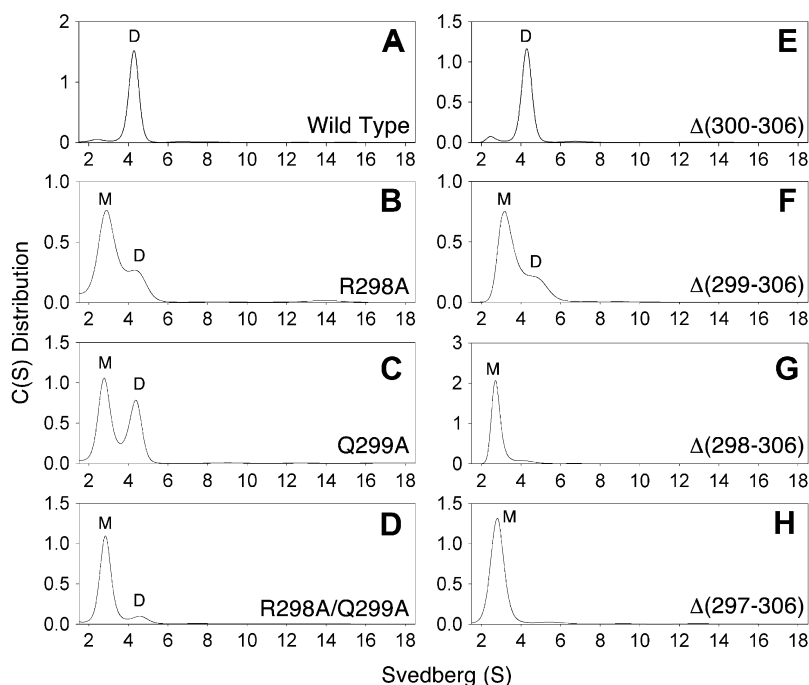 C(S) Distribution
2
1
0
D
A
Wild Type
2 4 6 8 10 12 14 16 18
1.0
0.5
0.0
M
D
B
R298A
2 4 6 8 10 12 14 16 18
1.5
1.0
0.5
0.0
M
D
C
Q299A
2 4 6 8 10 12 14 16 18
1.5
1.0
0.5
0.0
M
D
D
R298A/Q299A
2 4 6 8 10 12 14 16 18
1.5
1.0
0.5
0.0
D
E
Δ(300-306)
2 4 6 8 10 12 14 16 18
1.0
0.5
0.0
M
D
F
Δ(299-306)
2 4 6 8 10 12 14 16 18
3
2
1
0
M
G
Δ(298-306)
2 4 6 8 10 12 14 16 18
1.5
1.0
0.5
0.0
M
H
Δ(297-306)
2 4 6 8 10 12 14 16 18
Svedberg (S)